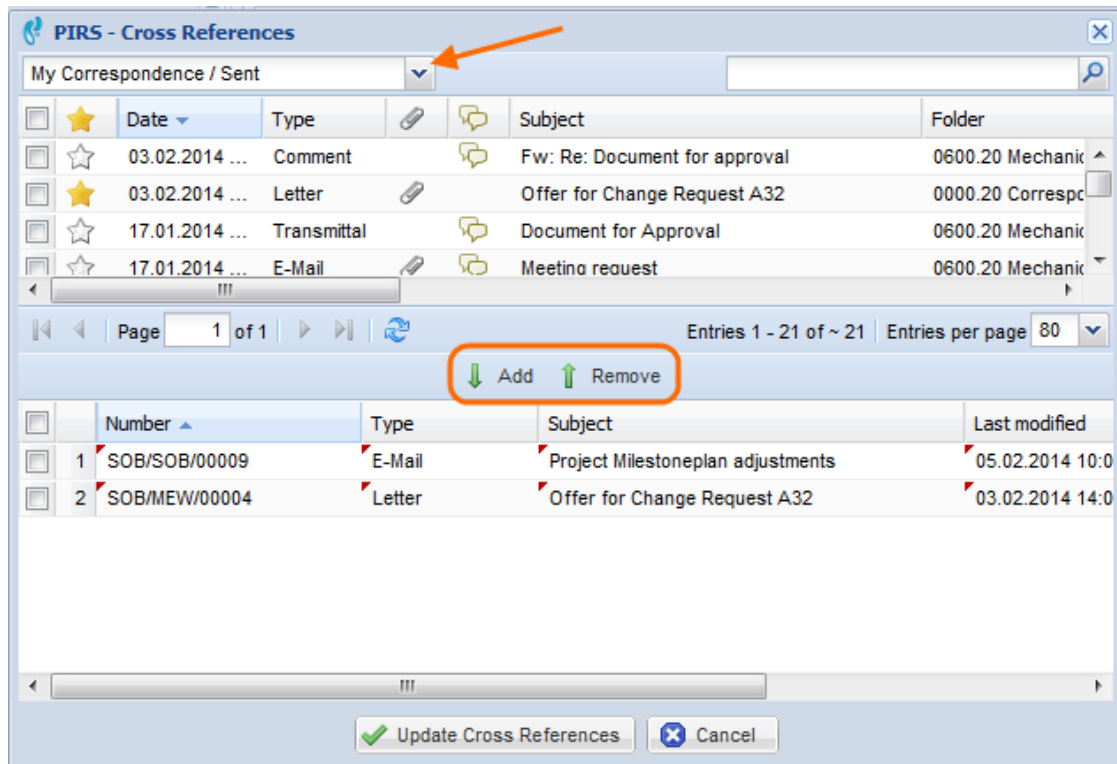 PIRS - Cross References
My Correspondence / Sent
Date Type Subject Folder
03.02.2014 ... Comment Fw: Re: Document for approval 0600.20 Mechanic
03.02.2014 ... Letter Offer for Change Request A32 0000.20 Correspo
17.01.2014 ... Transmittal Document for Approval 0600.20 Mechanic
17.01.2014 ... E-Mail Meeting request 0600.20 Mechanic
Page 1 of 1 Entries 1 - 21 of ~ 21 Entries per page 80
Add Remove
Number Type Subject Last modified
1 SOB/SOB/00009 E-Mail Project Milestoneplan adjustments 05.02.2014 10:0
2 SOB/MEW/00004 Letter Offer for Change Request A32 03.02.2014 14:0
Update Cross References Cancel